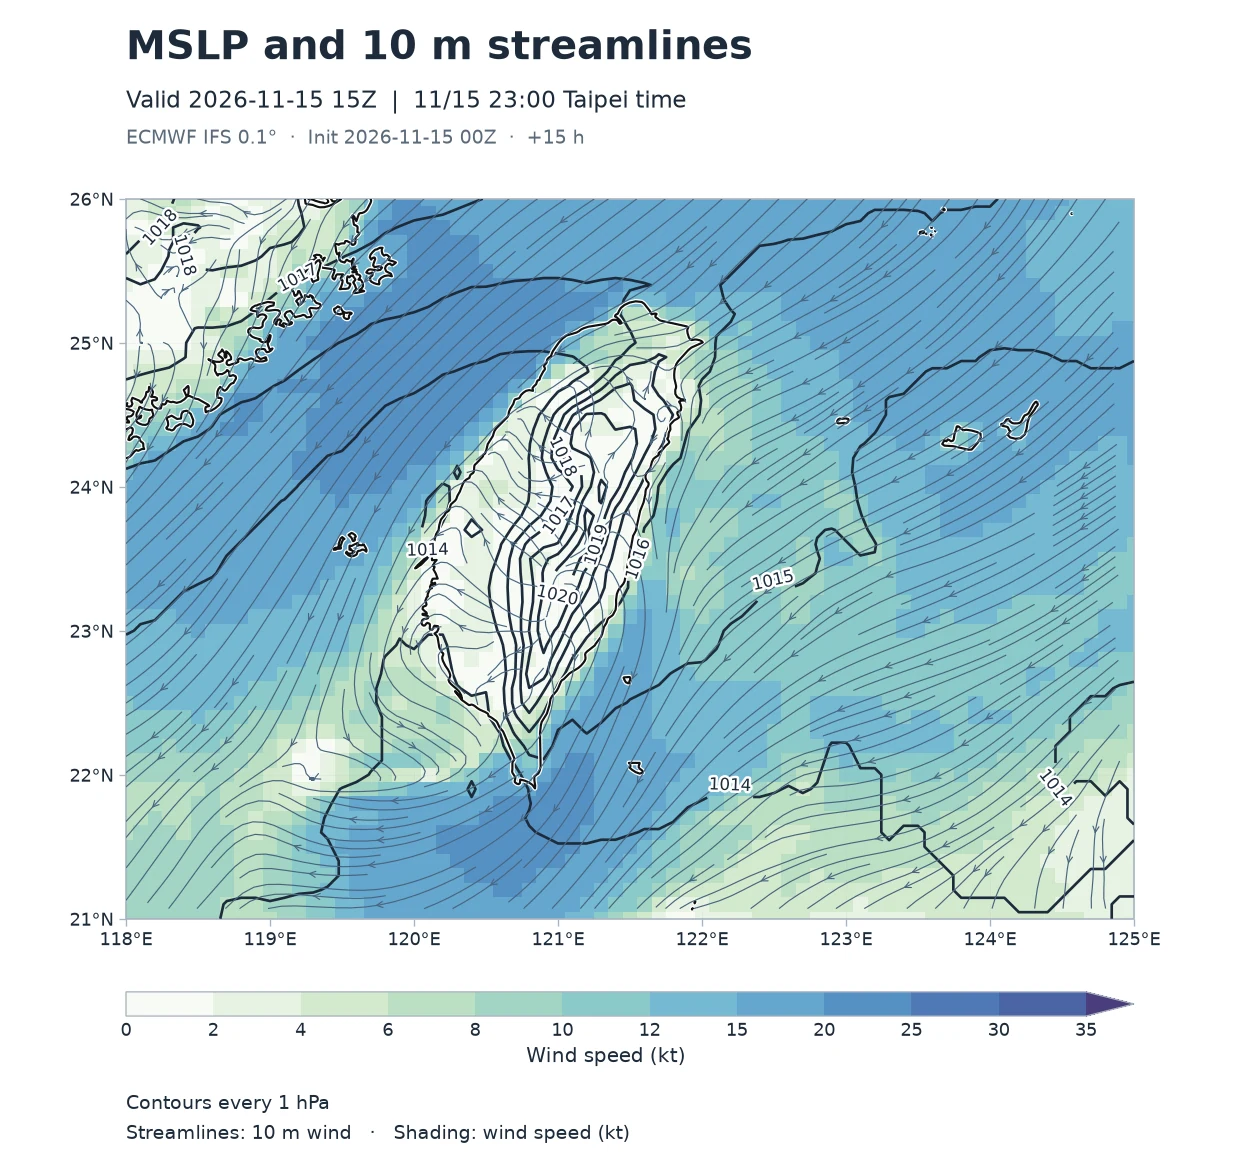 MSLP and 10 m streamlines
Valid 2026-11-15 15Z | 11/15 23:00 Taipei time
ECMWF IFS 0.1° · Init 2026-11-15 00Z · +15 h
26°N
25°N
24°N
23°N
22°N
21°N
1018
1018
1017
1018
1017
1019
1016
1014
1020
1015
1014
1014
118°E 119°E 120°E 121°E 122°E 123°E 124°E 125°E
0 2 4 6 8 10 12 15 20 25 30 35
Wind speed (kt)
Contours every 1 hPa
Streamlines: 10 m wind · Shading: wind speed (kt)